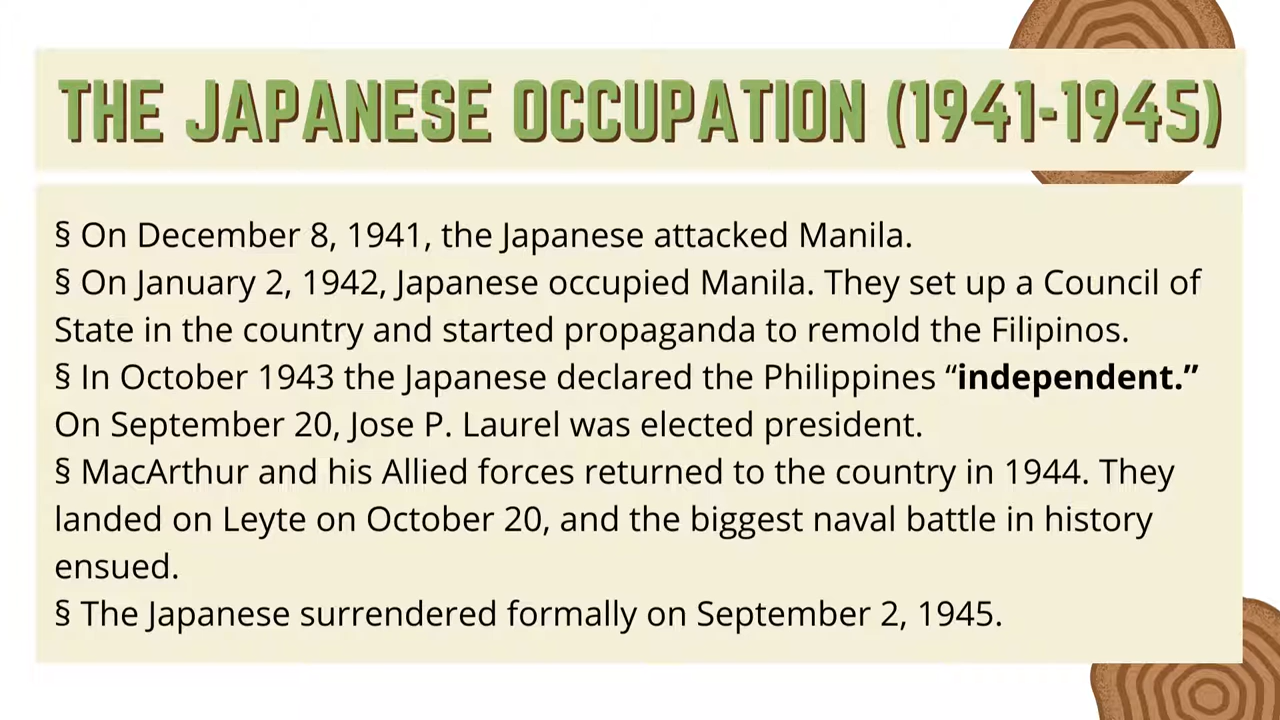 THE JAPANESE OCCUPATION (1941-1945)
§ On December 8, 1941, the Japanese attacked Manila.
§ On January 2, 1942, Japanese occupied Manila. They set up a Council of
State in the country and started propaganda to remold the Filipinos.
§ In October 1943 the Japanese declared the Philippines “independent.”
On September 20, Jose P. Laurel was elected president.
§ MacArthur and his Allied forces returned to the country in 1944. They
landed on Leyte on October 20, and the biggest naval battle in history
ensued.
§ The Japanese surrendered formally on September 2, 1945.